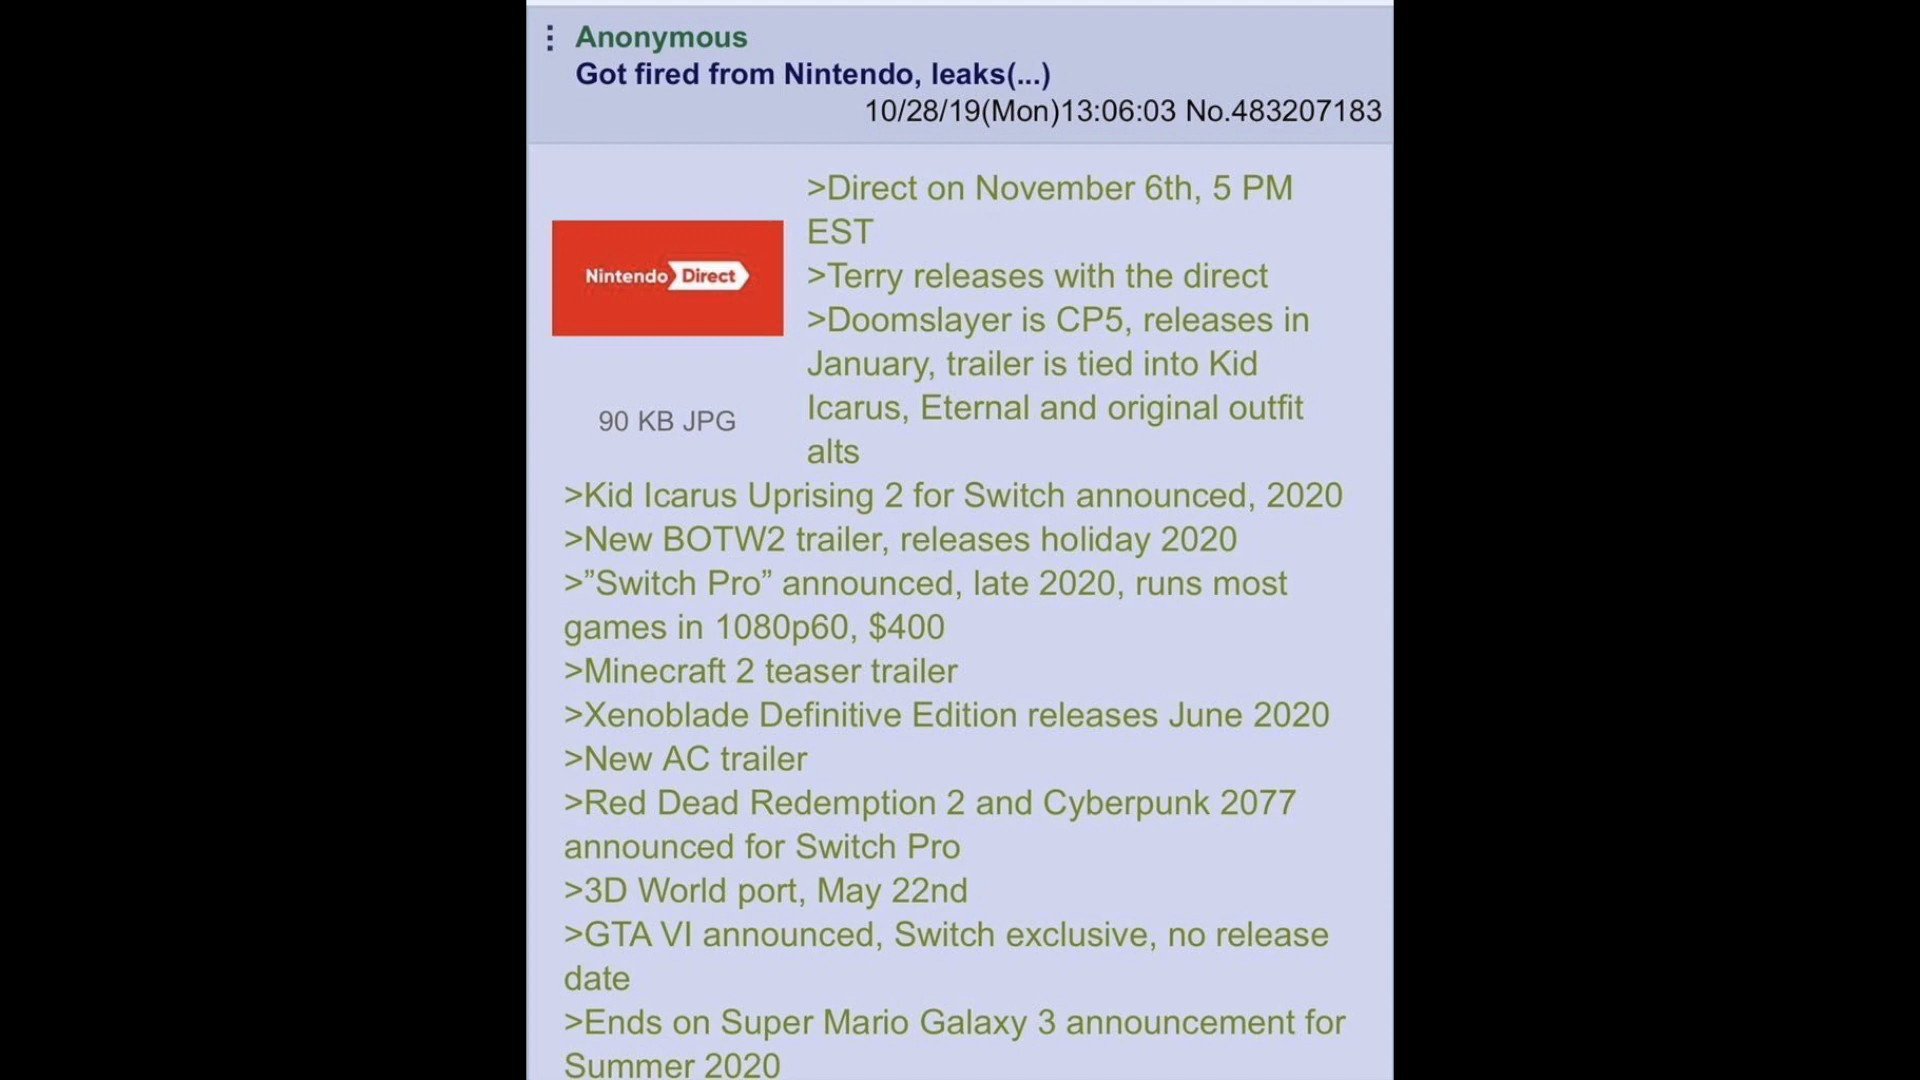 Anonymous
Got fired from Nintendo, leaks(...)
10/28/19(Mon)13:06:03 No.483207183
Nintendo Direct
90 KB JPG
>Direct on November 6th, 5 PM
EST
>Terry releases with the direct
>Doomslayer is CP5, releases in
January, trailer is tied into Kid
Icarus, Eternal and original outfit
alts
>Kid Icarus Uprising 2 for Switch announced, 2020
>New BOTW2 trailer, releases holiday 2020
>”Switch Pro” announced, late 2020, runs most
games in 1080p60, $400
>Minecraft 2 teaser trailer
>Xenoblade Definitive Edition releases June 2020
>New AC trailer
>Red Dead Redemption 2 and Cyberpunk 2077
announced for Switch Pro
>3D World port, May 22nd
>GTA VI announced, Switch exclusive, no release
date
>Ends on Super Mario Galaxy 3 announcement for
Summer 2020